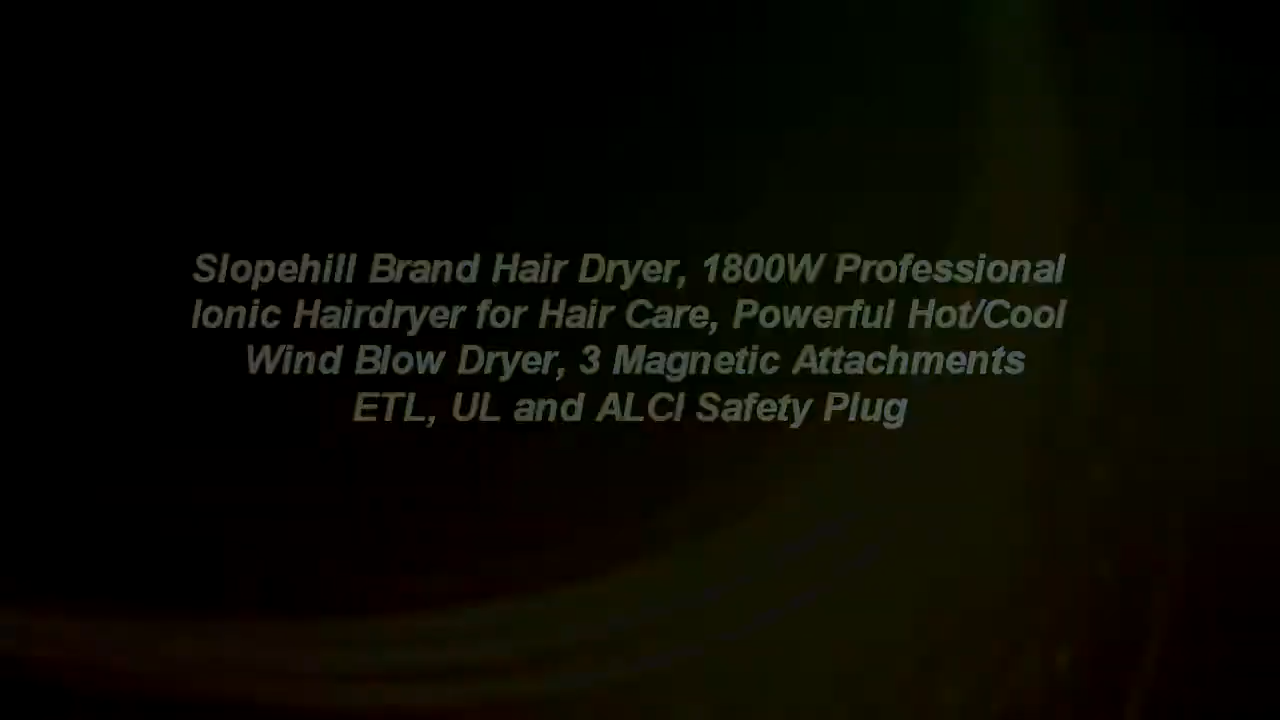 Slopehill Brand Hair Dryer, 1800W Professional
Ionic Hairdryer for Hair Care, Powerful Hot/Cool
Wind Blow Dryer, 3 Magnetic Attachments
ETL, UL and ALCI Safety Plug